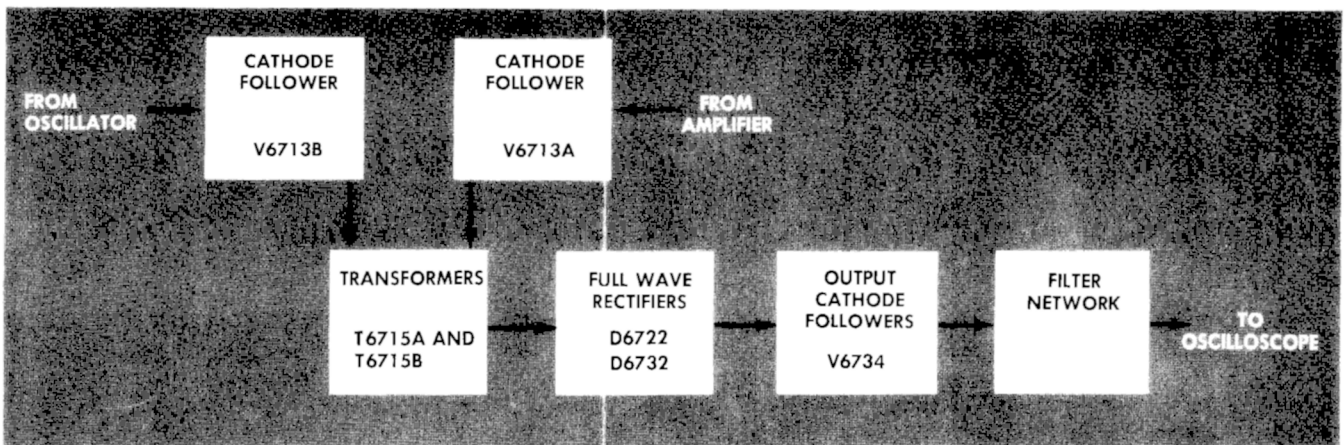 FROM
OSCILLATOR
CATHODE
FOLLOWER
V6713B
CATHODE
FOLLOWER
V6713A
FROM
AMPLIFIER
TRANSFORMERS
T6715A AND
T6715B
FULL WAVE
RECTIFIERS
D6722
D6732
OUTPUT
CATHODE
FOLLOWERS
V6734
FILTER
NETWORK
TO
OSCILLOSCOPE